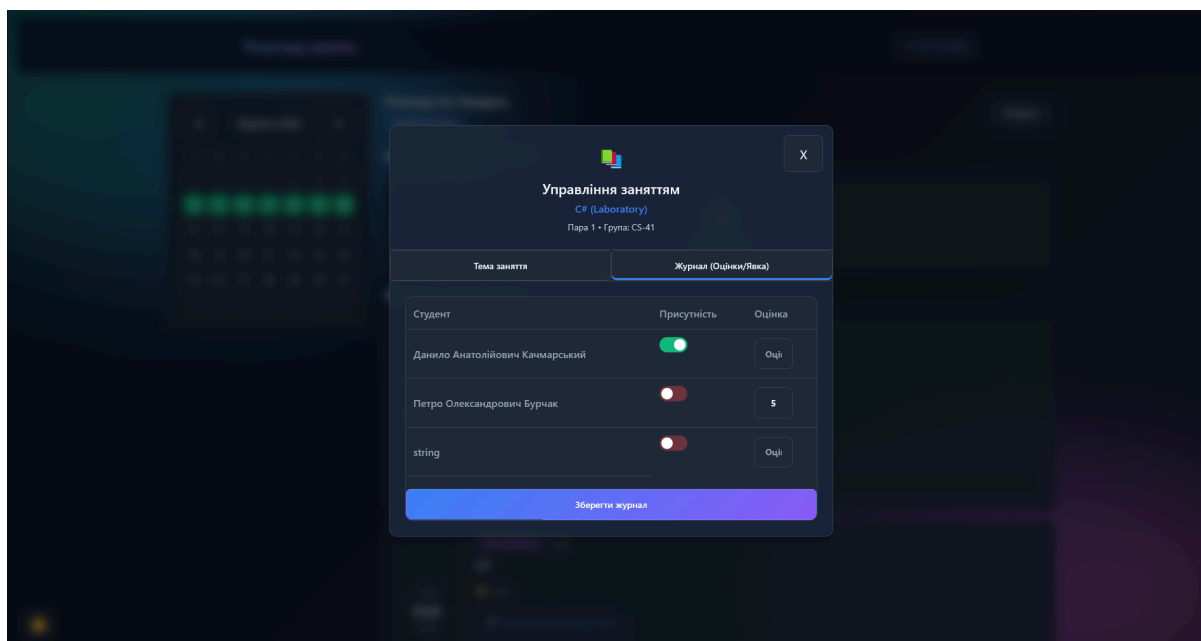 X
Управління заняттям
C# (Laboratory)
Пара 1 • Група: CS-41
Тема заняття
Журнал (Оцінки/Явка)
Студент Присутність Оцінка
Данило Анатолійович Качмарський Оці
Петро Олександрович Бурчак 5
string Оці
Зберегти журнал